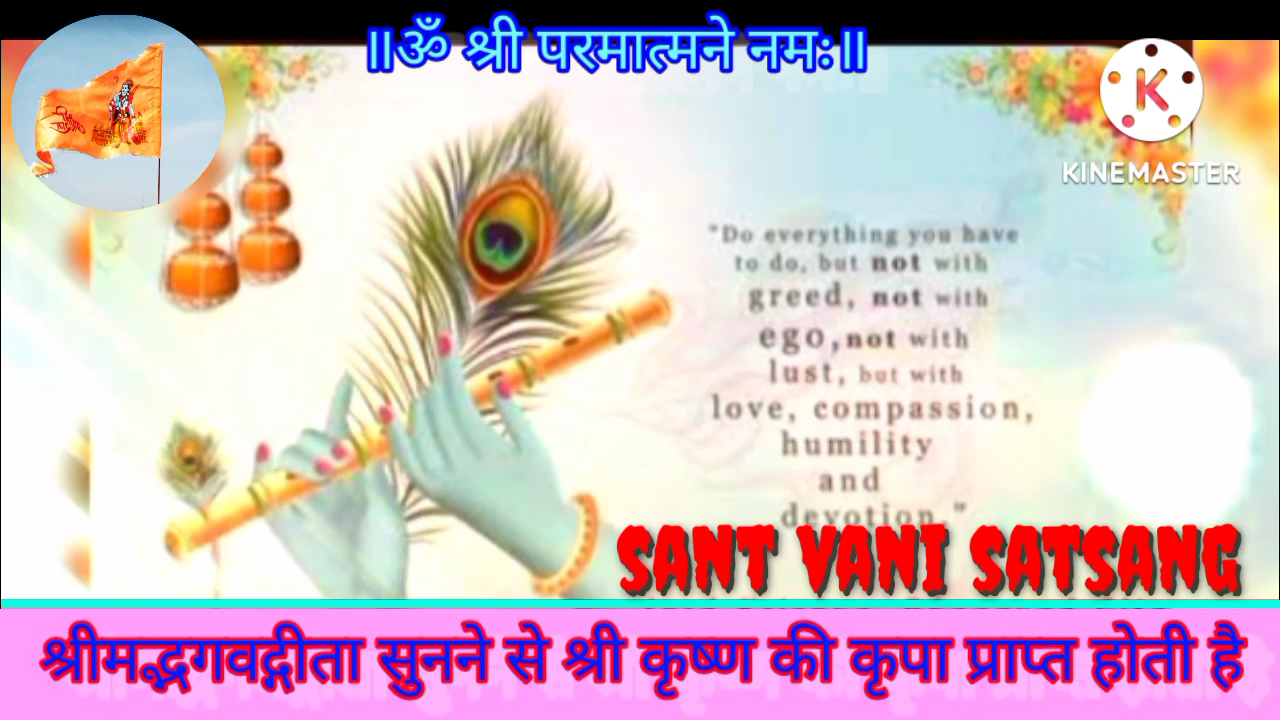 ॥ॐ श्री परमात्मने नमः॥
K
KINEMASTER
"Do everything you have
to do, but not with
greed, not with
ego,not with
lust, but with
love, compassion,
humility
and
devotion."
SANT VANI SATSANG
श्रीमद्भगवद्गीता सुनने से श्री कृष्ण की कृपा प्राप्त होती है